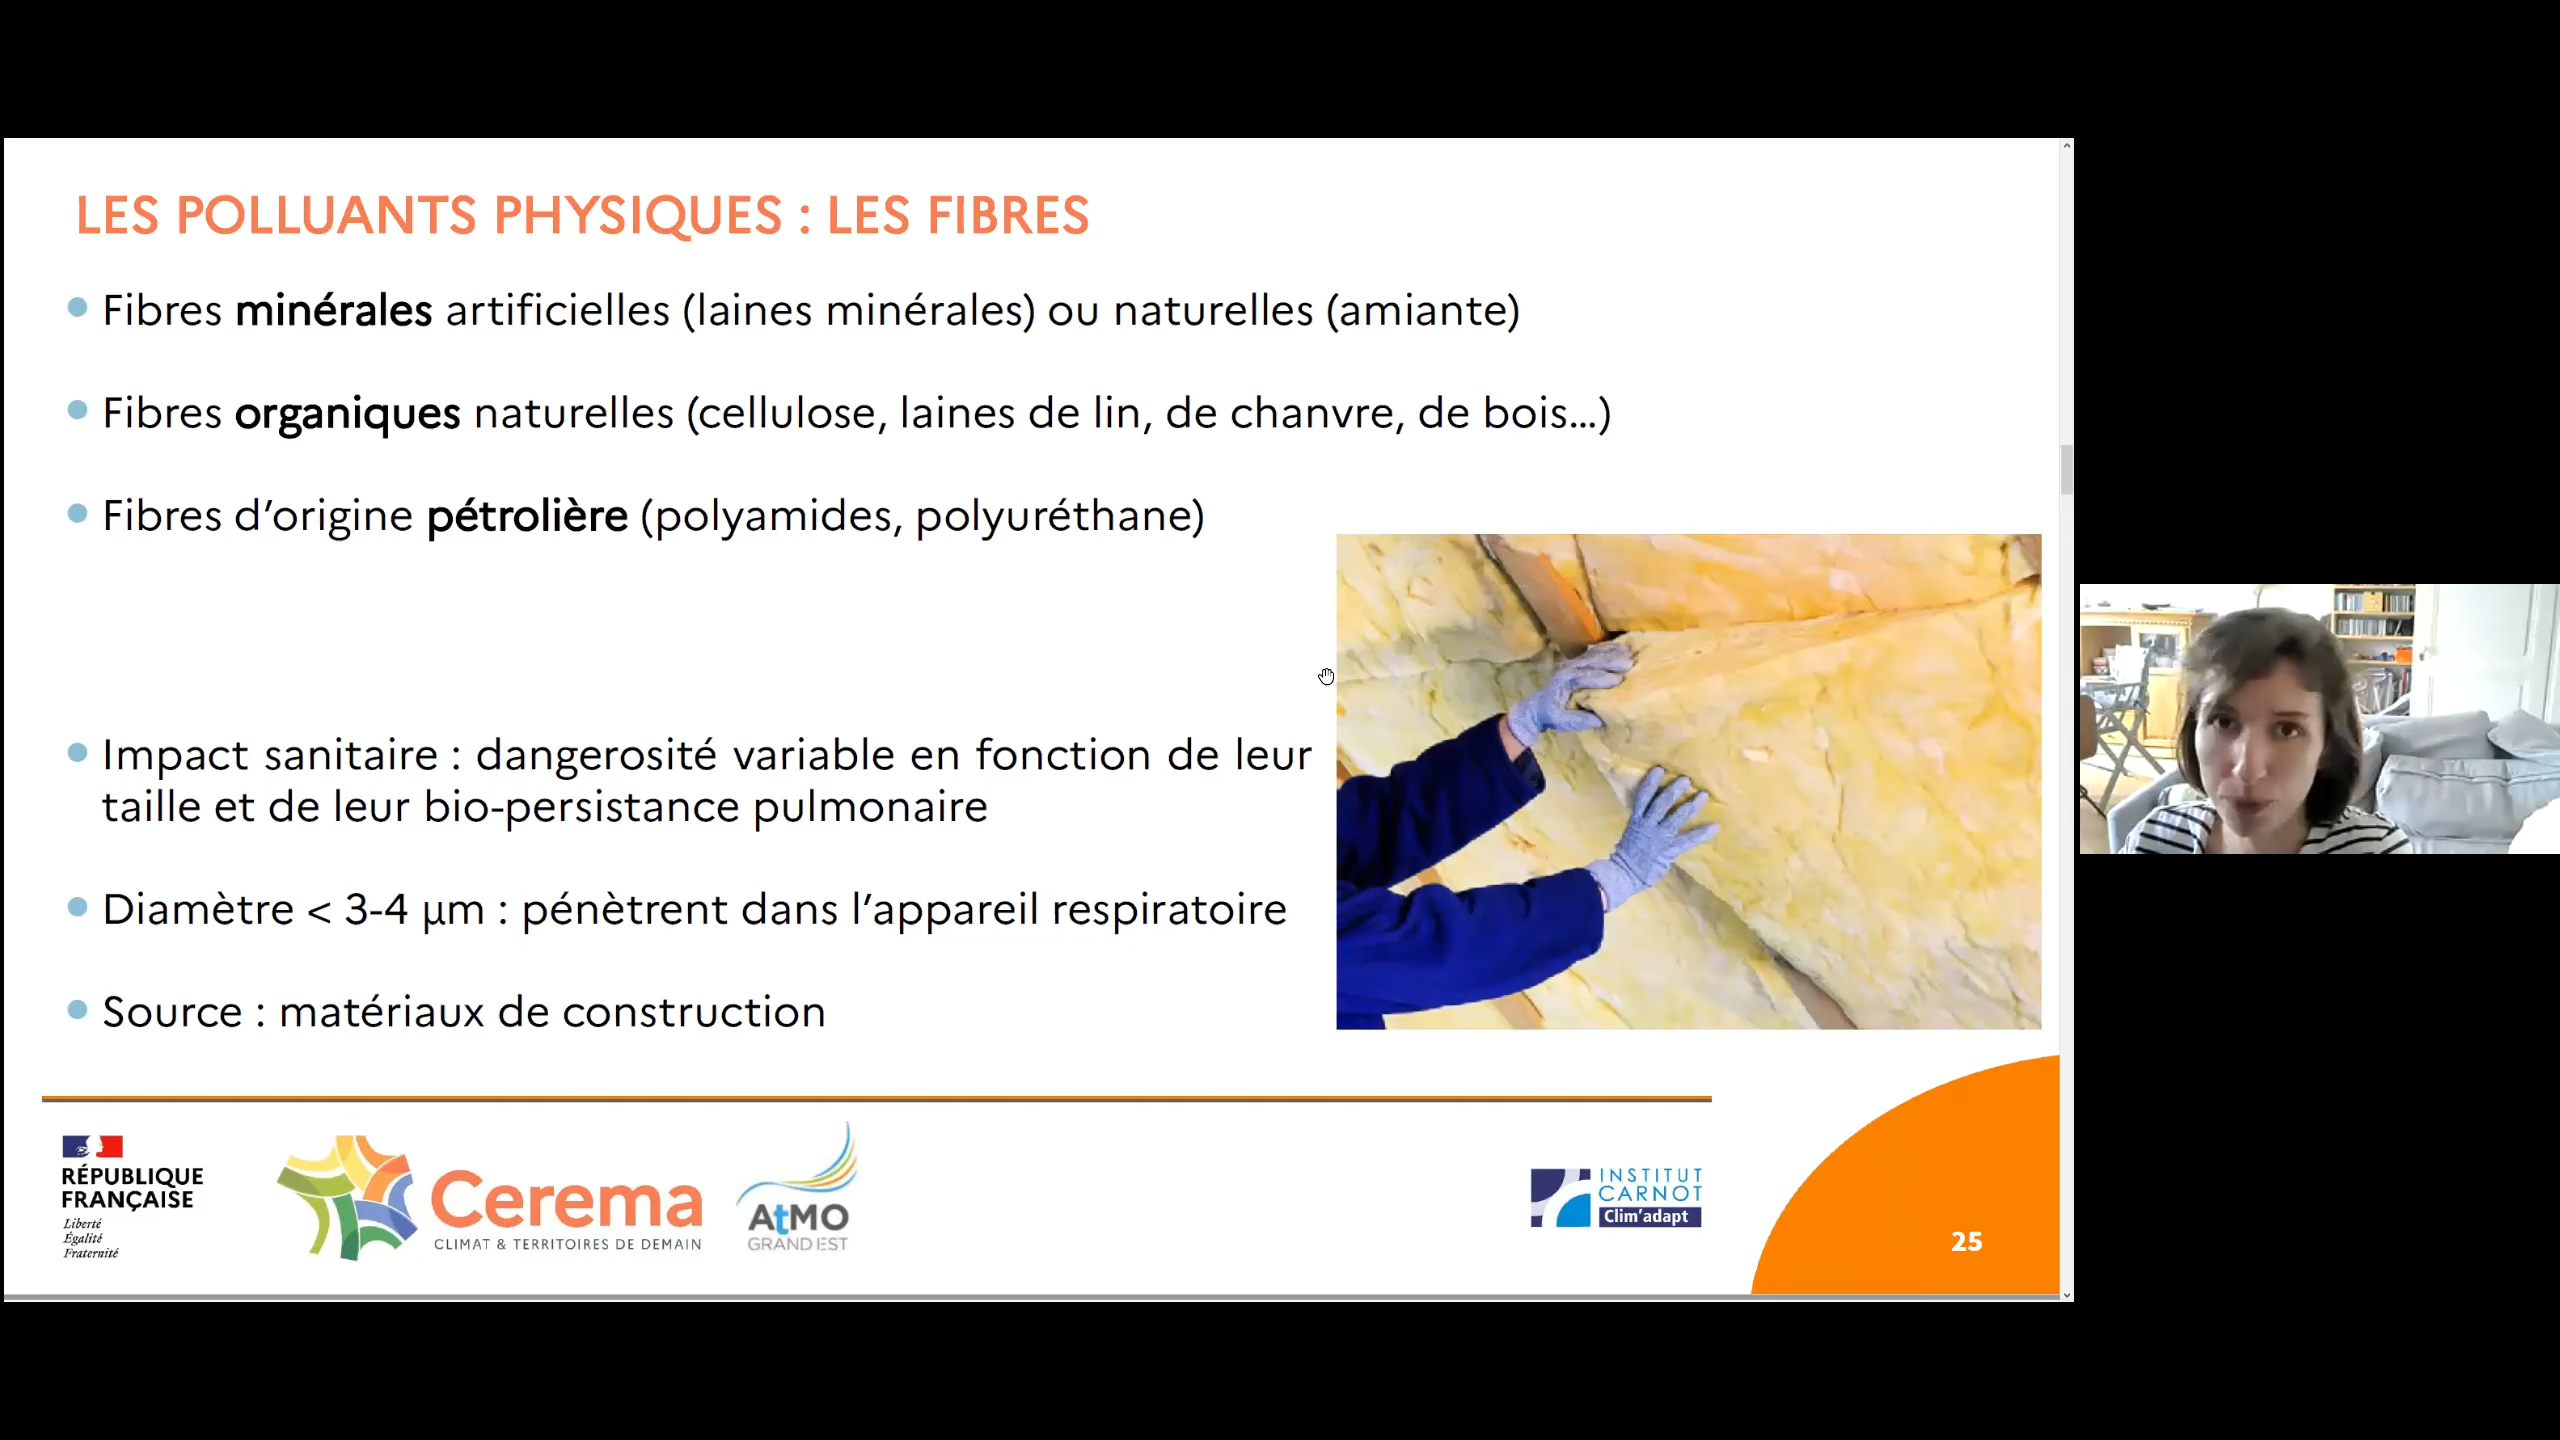 LES POLLUANTS PHYSIQUES : LES FIBRES
Fibres minérales artificielles (laines minérales) ou naturelles (amiante)
Fibres organiques naturelles (cellulose, laines de lin, de chanvre, de bois...)
Fibres d’origine pétrolière (polyamides, polyuréthane)
Impact sanitaire : dangerosité variable en fonction de leur
taille et de leur bio-persistance pulmonaire
Diamètre < 3-4 µm : pénètrent dans l’appareil respiratoire
Source : matériaux de construction
RÉPUBLIQUE
FRANÇAISE
Liberté
Égalité
Fraternité
Cerema
CLIMAT & TERRITOIRES DE DEMAIN
AtMO
GRAND EST
INSTITUT
CARNOT
Clim’adapt
25